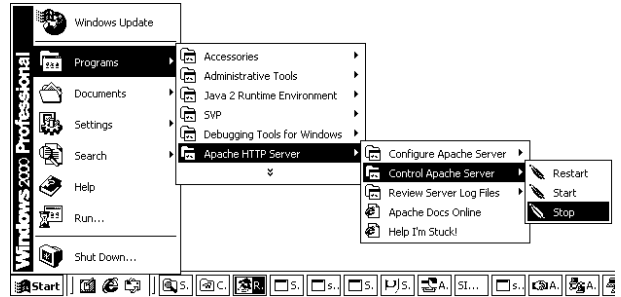 Windows 2000 Professional
Windows Update
Programs
Documents
Settings
Search
Help
Run...
Shut Down...
Accessories
Administrative Tools
Java 2 Runtime Environment
SVP
Debugging Tools for Windows
Apache HTTP Server
Configure Apache Server
Control Apache Server
Review Server Log Files
Apache Docs Online
Help I'm Stuck!
Restart
Start
Stop
Start S. C. R. S. s. S. S. A. SI... s. A. A.